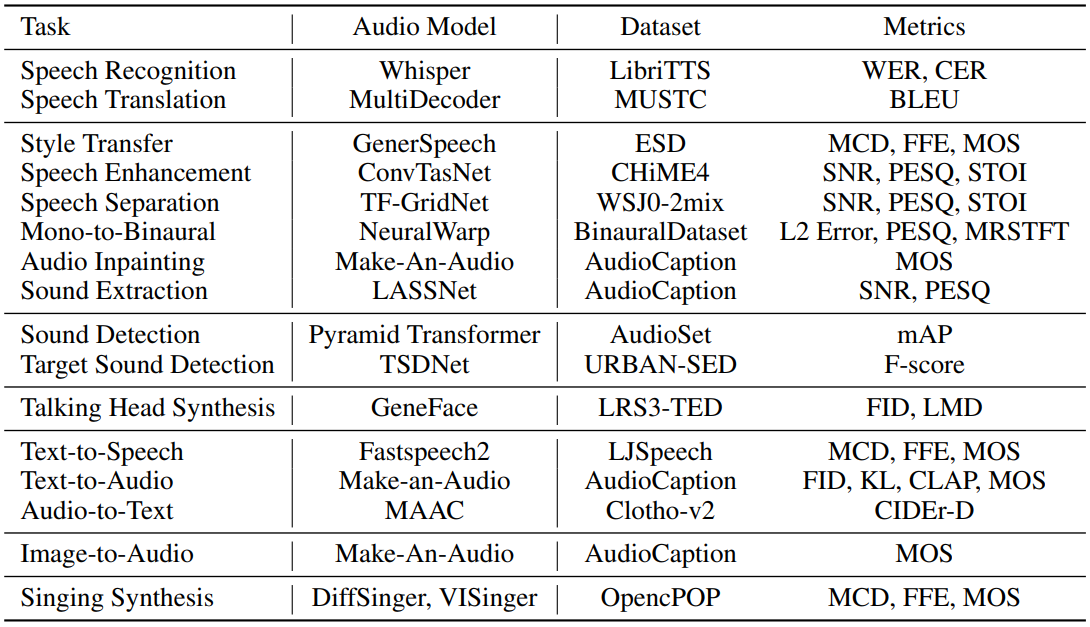 Task Audio Model Dataset Metrics
Speech Recognition Whisper LibriTTS WER, CER
Speech Translation MultiDecoder MUSTC BLEU
Style Transfer GenerSpeech ESD MCD, FFE, MOS
Speech Enhancement ConvTasNet CHiME4 SNR, PESQ, STOI
Speech Separation TF-GridNet WSJ0-2mix SNR, PESQ, STOI
Mono-to-Binaural NeuralWarp BinauralDataset L2 Error, PESQ, MRSTFT
Audio Inpainting Make-An-Audio AudioCaption MOS
Sound Extraction LASSNet AudioCaption SNR, PESQ
Sound Detection Pyramid Transformer AudioSet mAP
Target Sound Detection TSDNet URBAN-SED F-score
Talking Head Synthesis GeneFace LRS3-TED FID, LMD
Text-to-Speech Fastspeech2 LJSpeech MCD, FFE, MOS
Text-to-Audio Make-an-Audio AudioCaption FID, KL, CLAP, MOS
Audio-to-Text MAAC Clotho-v2 CIDEr-D
Image-to-Audio Make-An-Audio AudioCaption MOS
Singing Synthesis DiffSinger, VISinger OpencPOP MCD, FFE, MOS